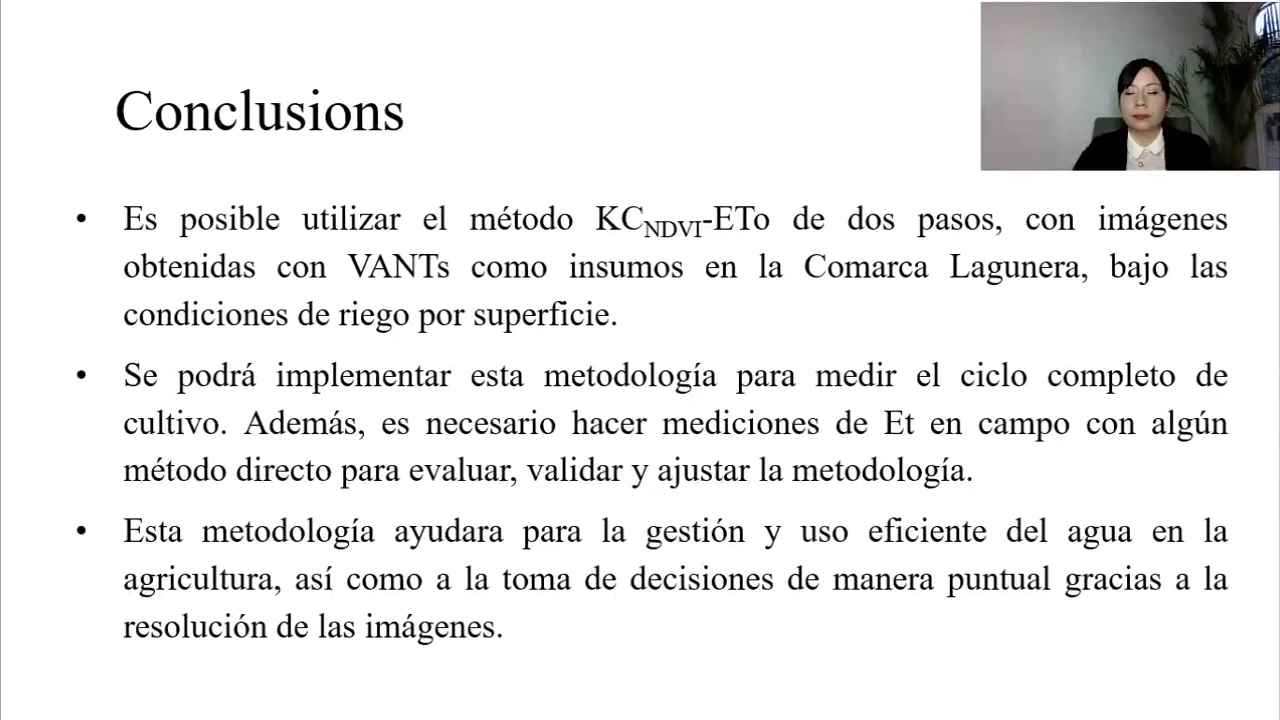 Conclusions
• Es posible utilizar el método KC_NDVI-ETo de dos pasos, con imágenes
obtenidas con VANTs como insumos en la Comarca Lagunera, bajo las
condiciones de riego por superficie.
• Se podrá implementar esta metodología para medir el ciclo completo de
cultivo. Además, es necesario hacer mediciones de Et en campo con algún
método directo para evaluar, validar y ajustar la metodología.
• Esta metodología ayudara para la gestión y uso eficiente del agua en la
agricultura, así como a la toma de decisiones de manera puntual gracias a la
resolución de las imágenes.